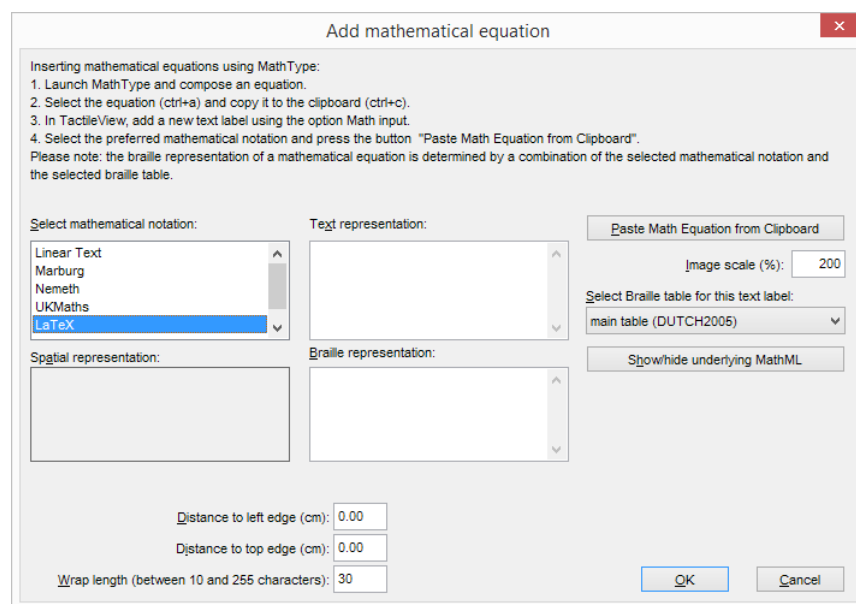 Add mathematical equation
Inserting mathematical equations using MathType:
1. Launch MathType and compose an equation.
2. Select the equation (ctrl+a) and copy it to the clipboard (ctrl+c).
3. In TactileView, add a new text label using the option Math input.
4. Select the preferred mathematical notation and press the button  "Paste Math Equation from Clipboard".
Please note: the braille representation of a mathematical equation is determined by a combination of the selected mathematical notation and
the selected braille table.
Select mathematical notation:
Linear Text
Marburg
Nemeth
UKMaths
LaTeX
Text representation:
Paste Math Equation from Clipboard
Image scale (%): 200
Select Braille table for this text label:
main table (DUTCH2005)
Show/hide underlying MathML
Spatial representation:
Braille representation:
Distance to left edge (cm): 0.00
Distance to top edge (cm): 0.00
Wrap length (between 10 and 255 characters): 30
OK
Cancel